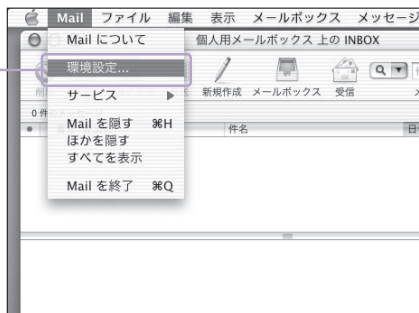 Mail ファイル 編集 表示 メールボックス メッセージ
Mail について
個人用メールボックス 上の INBOX
環境設定...
サービス
新規作成 メールボックス 受信
Mail を隠す ⌘H
ほかを隠す
すべてを表示
Mail を終了 ⌘Q
0 件
件名
日